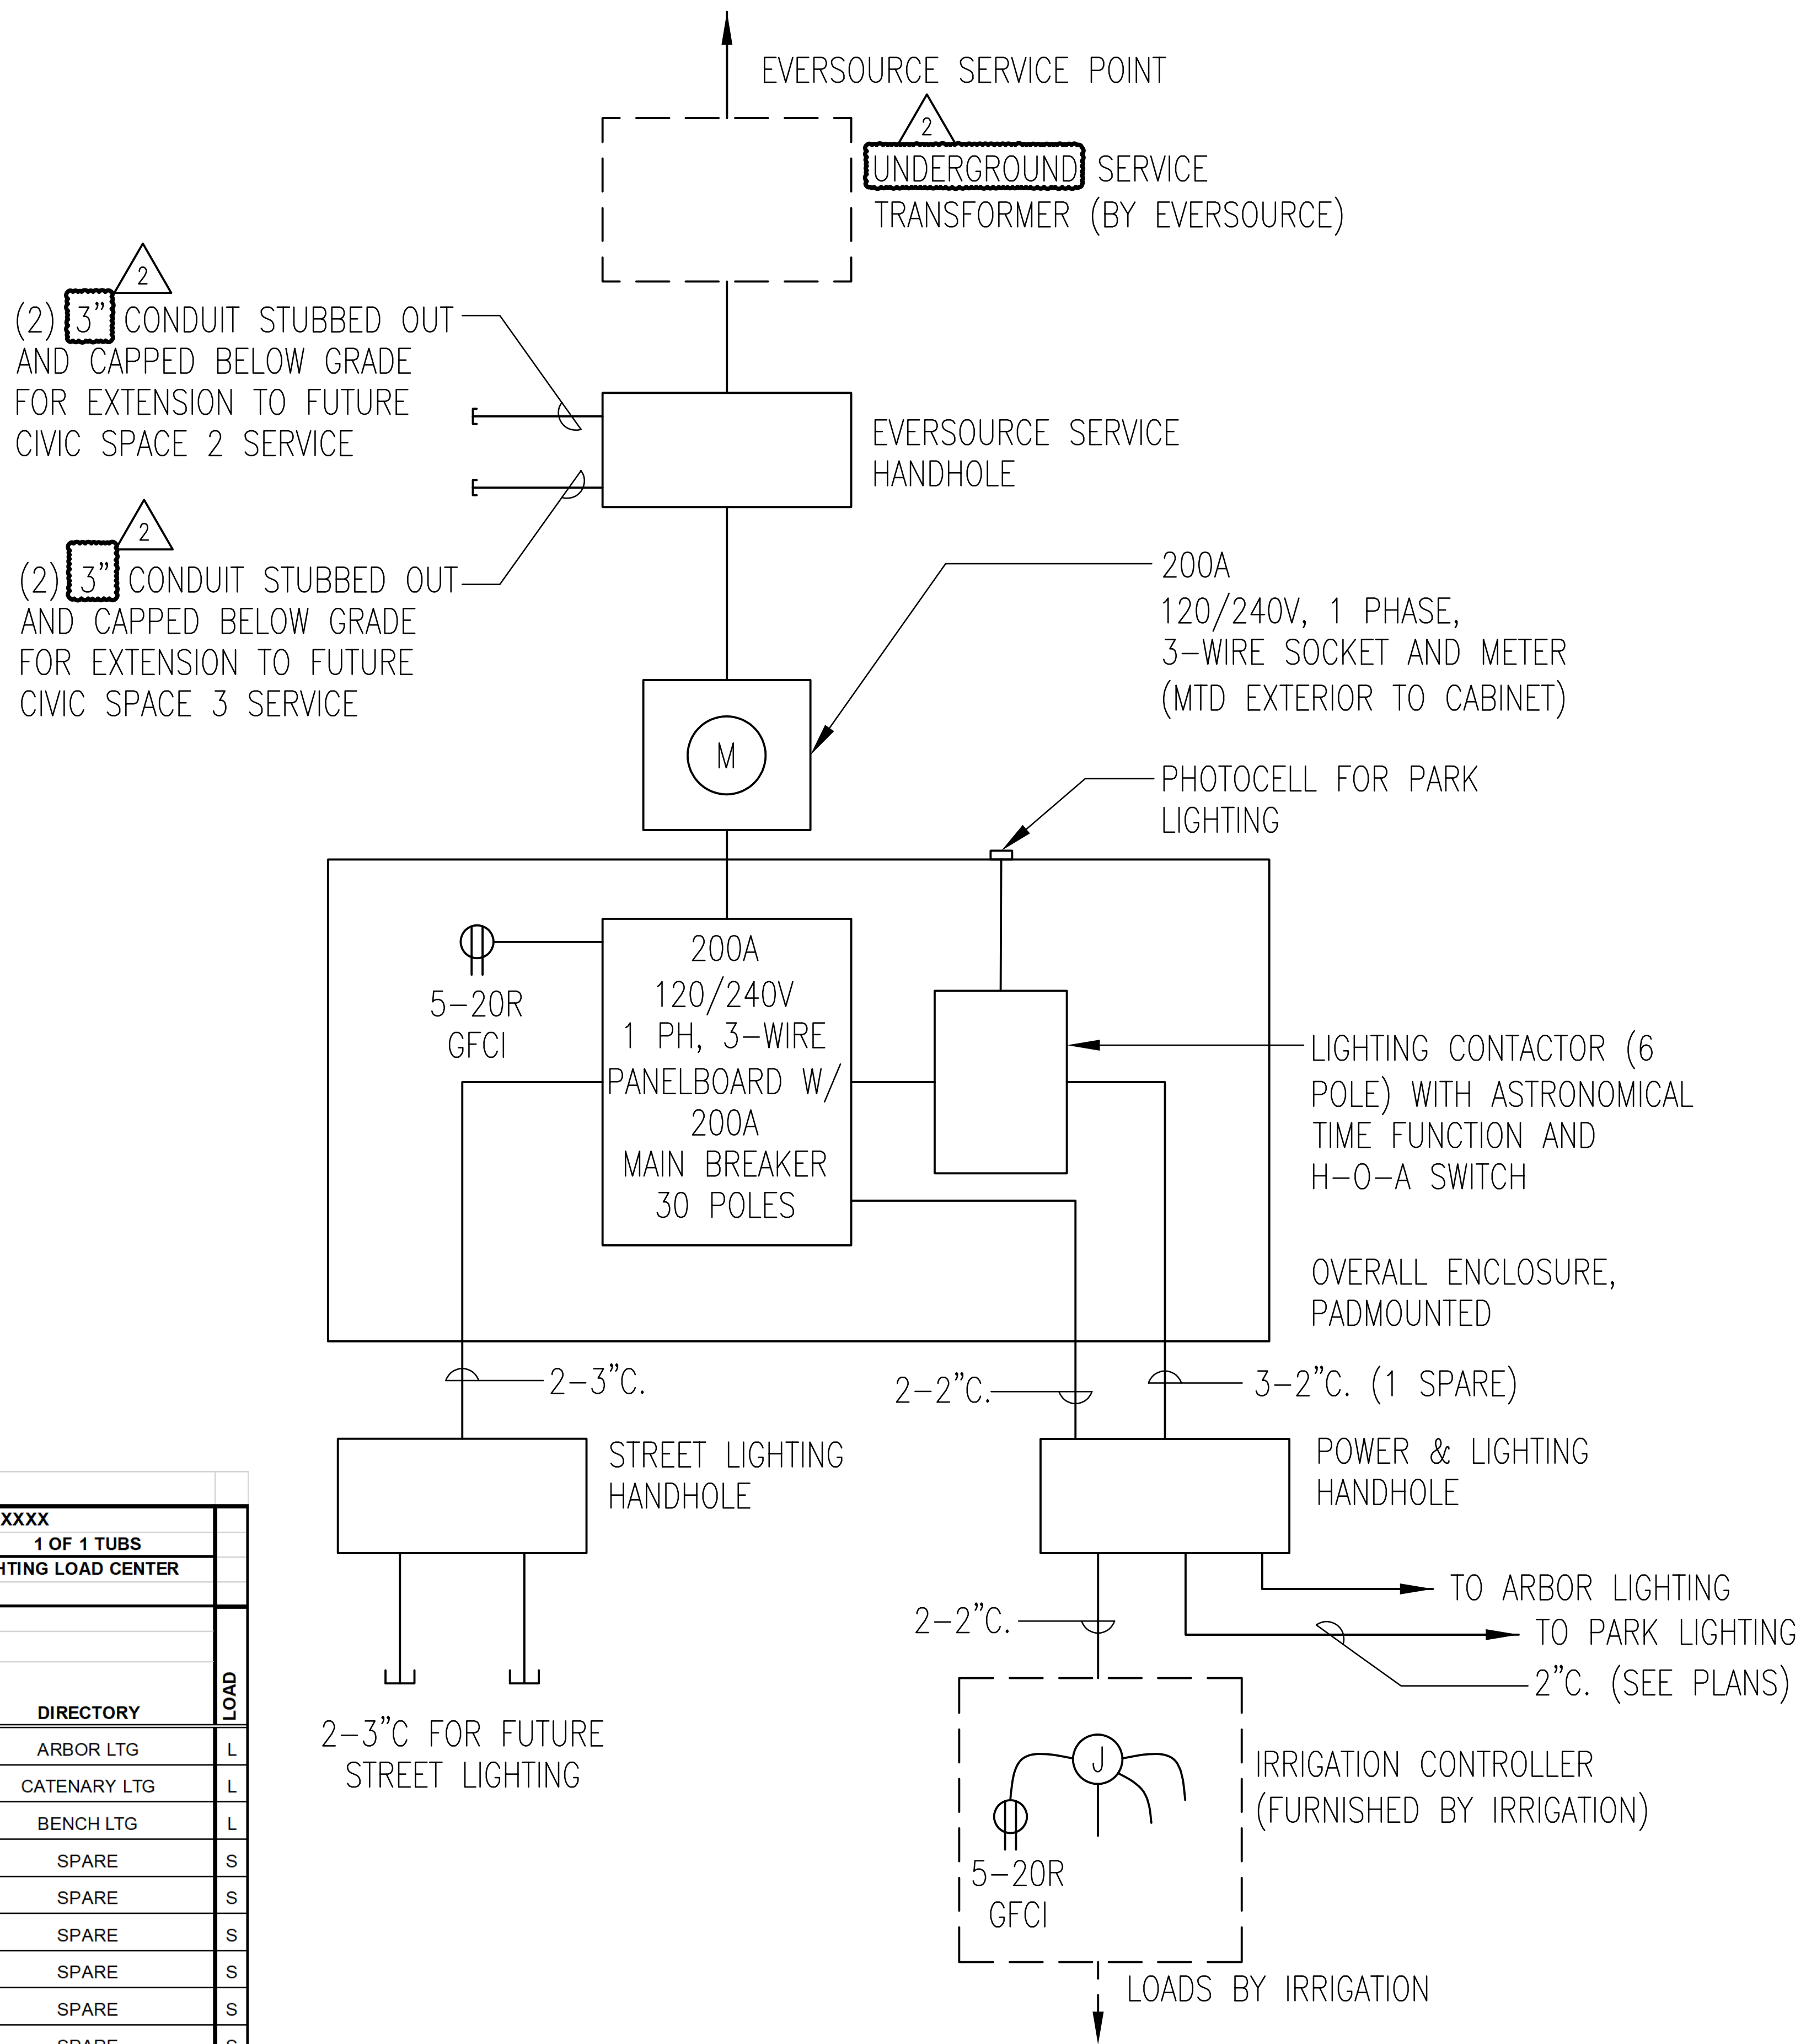 EVERSOURCE SERVICE POINT
2
UNDERGROUND SERVICE
TRANSFORMER (BY EVERSOURCE)
2
(2) 3" CONDUIT STUBBED OUT
AND CAPPED BELOW GRADE
FOR EXTENSION TO FUTURE
CIVIC SPACE 2 SERVICE
EVERSOURCE SERVICE
HANDHOLE
2
(2) 3" CONDUIT STUBBED OUT
AND CAPPED BELOW GRADE
FOR EXTENSION TO FUTURE
CIVIC SPACE 3 SERVICE
200A
120/240V, 1 PHASE,
3-WIRE SOCKET AND METER
(MTD EXTERIOR TO CABINET)
M
PHOTOCELL FOR PARK
LIGHTING
5-20R
GFCI
200A
120/240V
1 PH, 3-WIRE
PANELBOARD W/
200A
MAIN BREAKER
30 POLES
LIGHTING CONTACTOR (6
POLE) WITH ASTRONOMICAL
TIME FUNCTION AND
H-O-A SWITCH
OVERALL ENCLOSURE,
PADMOUNTED
2-3"C.
2-2"C.
3-2"C. (1 SPARE)
STREET LIGHTING
HANDHOLE
POWER & LIGHTING
HANDHOLE
TO ARBOR LIGHTING
TO PARK LIGHTING
2"C. (SEE PLANS)
2-2"C.
2-3"C FOR FUTURE
STREET LIGHTING
J
5-20R
GFCI
IRRIGATION CONTROLLER
(FURNISHED BY IRRIGATION)
LOADS BY IRRIGATION
XXXX
1 OF 1 TUBS
HTING LOAD CENTER
DIRECTORY LOAD
ARBOR LTG L
CATENARY LTG L
BENCH LTG L
SPARE S
SPARE S
SPARE S
SPARE S
SPARE S
SPARE S